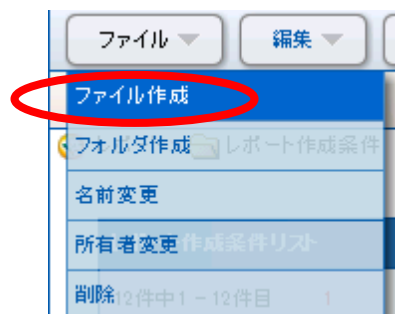 ファイル 編集
ファイル作成
フォルダ作成 レポート作成条件
名前変更
所有者変更 作成条件リスト
削除 12件中1 - 12件目 1